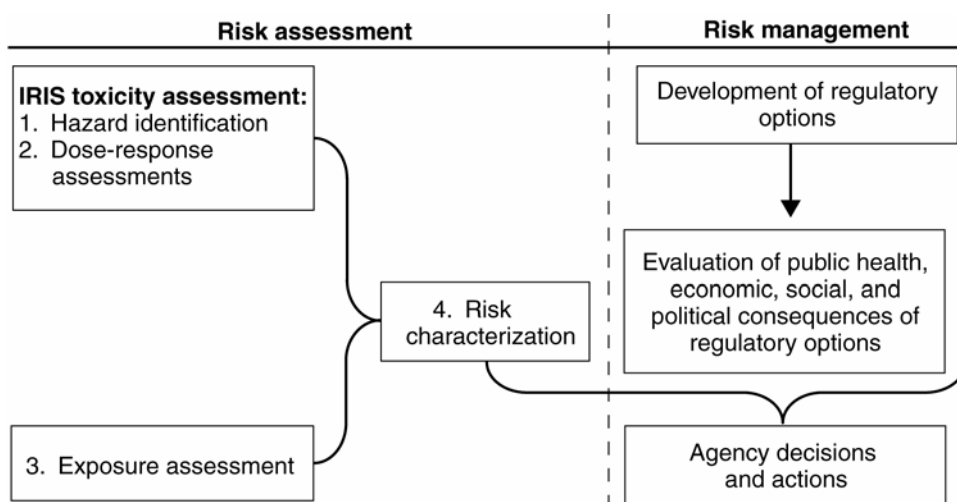 Risk assessment
Risk management
IRIS toxicity assessment:
1. Hazard identification
2. Dose-response
assessments
3. Exposure assessment
4. Risk
characterization
Development of regulatory
options
Evaluation of public health,
economic, social, and
political consequences of
regulatory options
Agency decisions
and actions